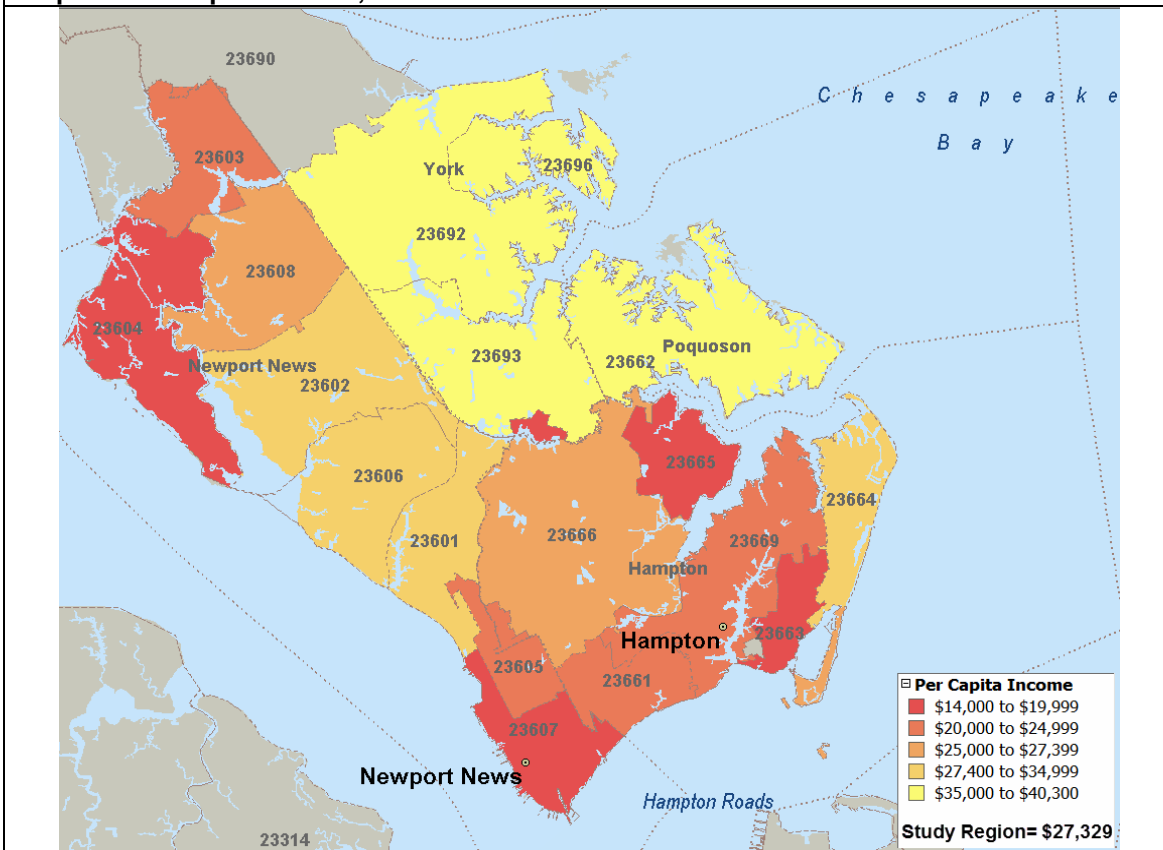 23690
C h e s a p e a k e
B a y
23603
York
23696
23692
23608
23604
Newport News
23602
23693
23662
Poquoson
23606
23665
23664
23601
23666
23669
Hampton
Hampton
23663
23605
23661
23607
Newport News
Hampton Roads
23314
Per Capita Income
$14,000 to $19,999
$20,000 to $24,999
$25,000 to $27,399
$27,400 to $34,999
$35,000 to $40,300
Study Region= $27,329